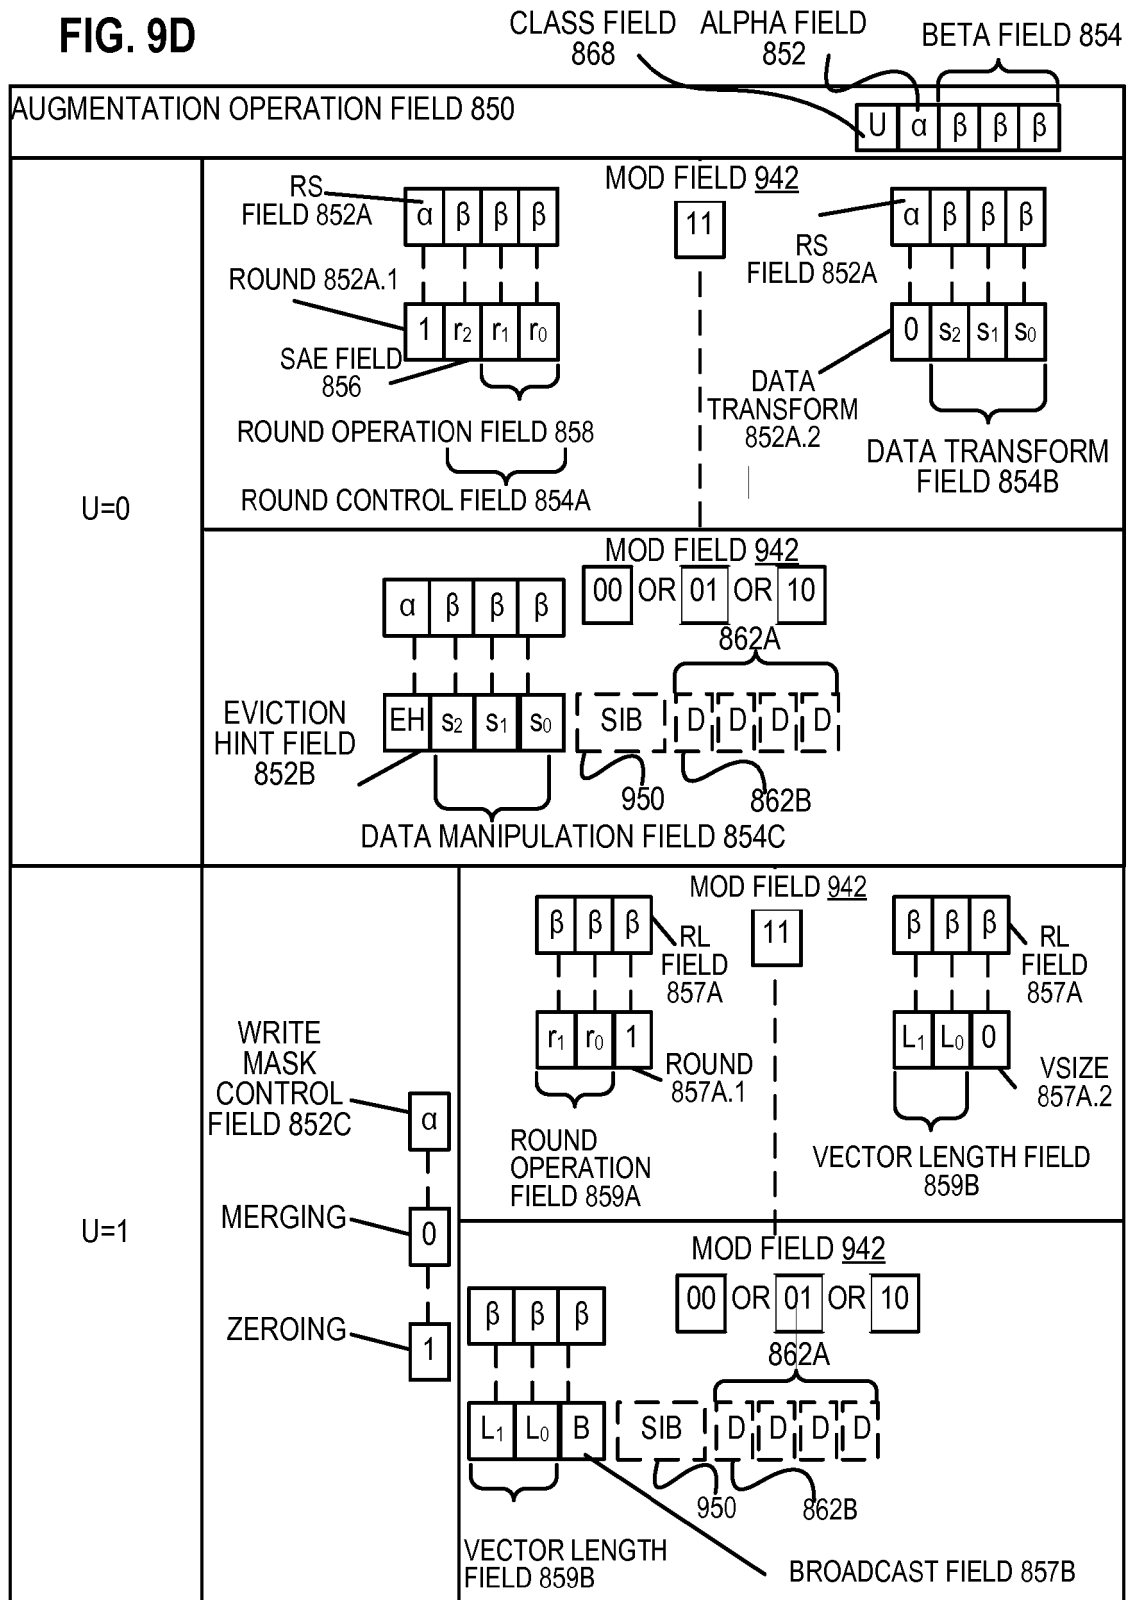 FIG. 9D
CLASS FIELD 868
ALPHA FIELD 852
BETA FIELD 854
AUGMENTATION OPERATION FIELD 850
U α β β β
U=0
MOD FIELD 942
11
RS FIELD 852A
α β β β
ROUND 852A.1
1 r2 r1 r0
SAE FIELD 856
ROUND OPERATION FIELD 858
ROUND CONTROL FIELD 854A
α β β β
RS FIELD 852A
0 s2 s1 s0
DATA TRANSFORM 852A.2
DATA TRANSFORM FIELD 854B
MOD FIELD 942
00 OR 01 OR 10
α β β β
862A
EVICTION HINT FIELD 852B
EH s2 s1 s0
SIB
D D D D
950
862B
DATA MANIPULATION FIELD 854C
U=1
WRITE MASK CONTROL FIELD 852C
α
MERGING
0
ZEROING
1
MOD FIELD 942
11
β β β
RL FIELD 857A
r1 r0 1
ROUND 857A.1
ROUND OPERATION FIELD 859A
β β β
RL FIELD 857A
L1 L0 0
VSIZE 857A.2
VECTOR LENGTH FIELD 859B
MOD FIELD 942
00 OR 01 OR 10
β β β
862A
L1 L0 B
SIB
D D D D
950
862B
VECTOR LENGTH FIELD 859B
BROADCAST FIELD 857B